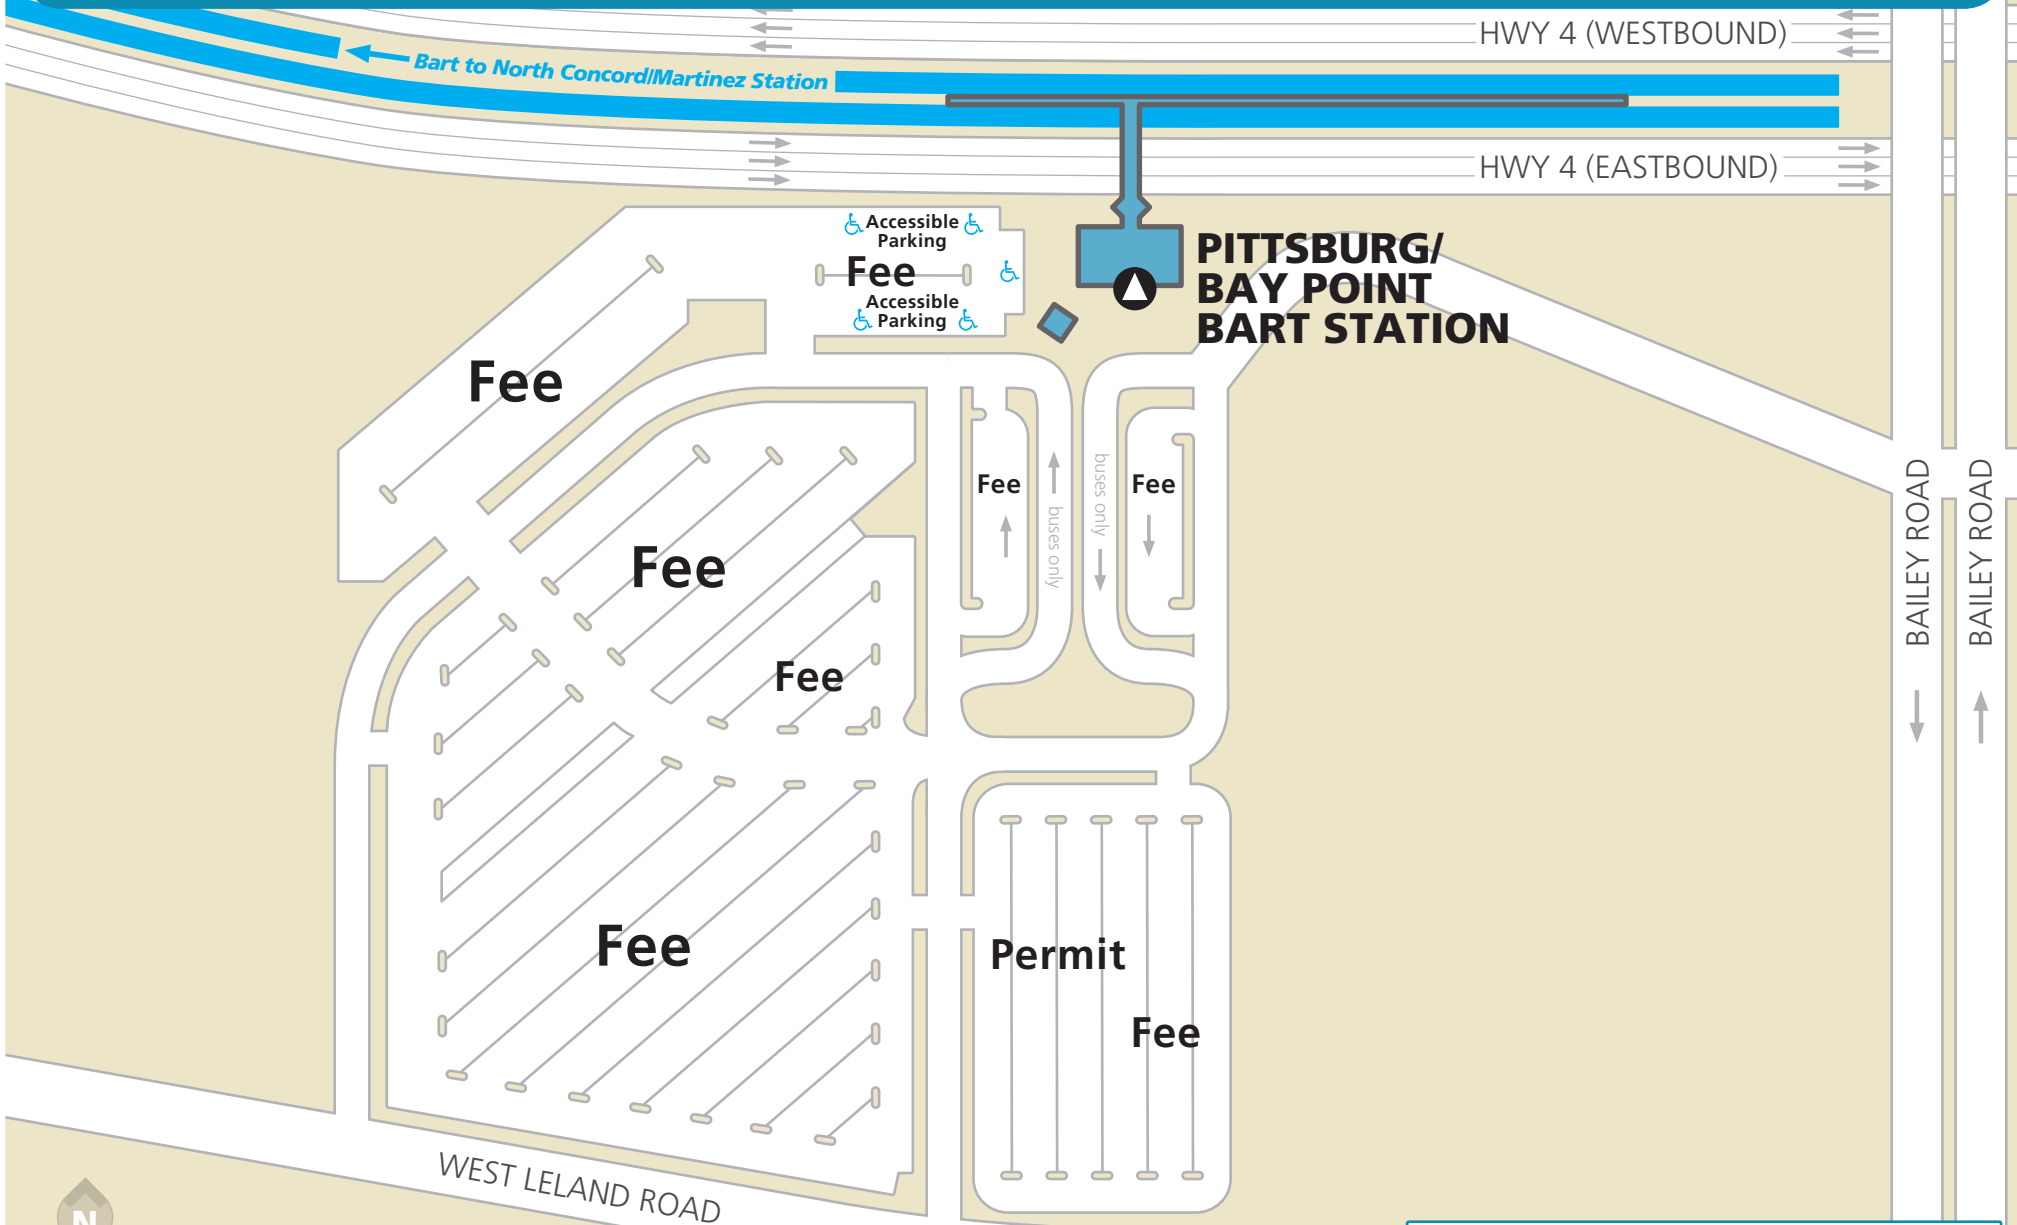 HWY 4 (WESTBOUND)
Bart to North Concord/Martinez Station
HWY 4 (EASTBOUND)
Accessible
Parking
Fee
Accessible
Parking
PITTSBURG/
BAY POINT
BART STATION
Fee
Fee
Fee
buses only
buses only
Fee
Fee
Fee
Fee
Permit
Fee
BAILEY ROAD
BAILEY ROAD
WEST LELAND ROAD
N